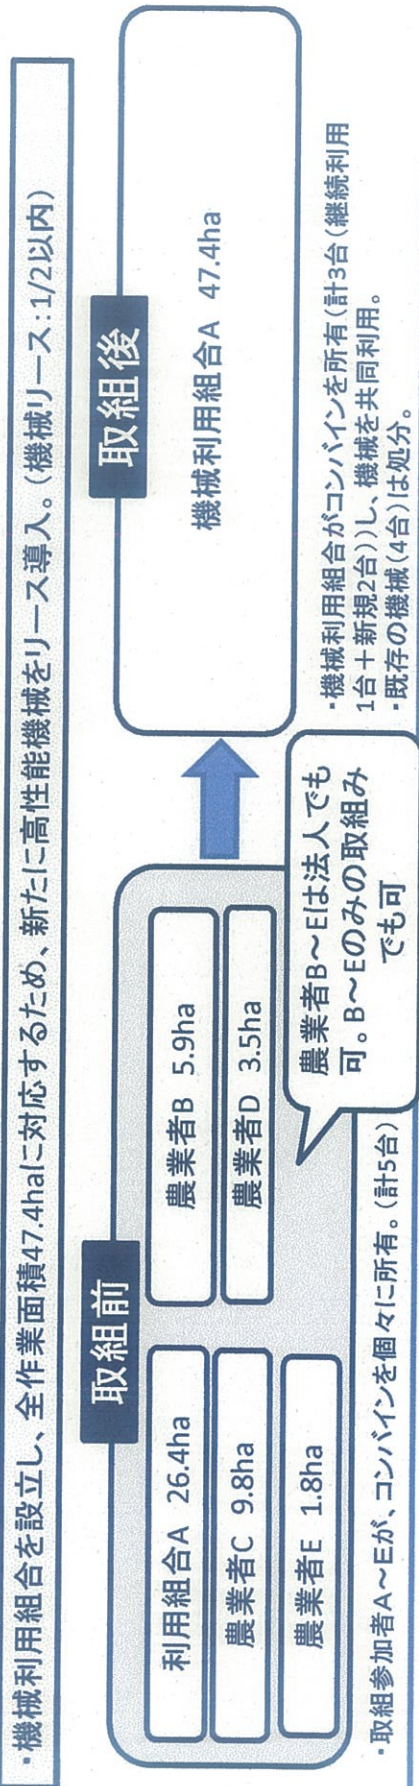 ・機械利用組合を設立し、全作業面積47.4haに対応するため、新たに高性能機械をリース導入。(機械リース：1/2以内)
取組前
利用組合A 26.4ha
農業者B 5.9ha
農業者C 9.8ha
農業者D 3.5ha
農業者E 1.8ha
・取組参加者A～Eが、コンバインを個々に所有。(計5台)
農業者B～Eは法人でも
可。B～Eのみの取組み
でも可
取組後
機械利用組合A 47.4ha
・機械利用組合がコンバインを所有(計3台(継続利用
1台＋新規2台))し、機械を共同利用。
・既存の機械(4台)は処分。